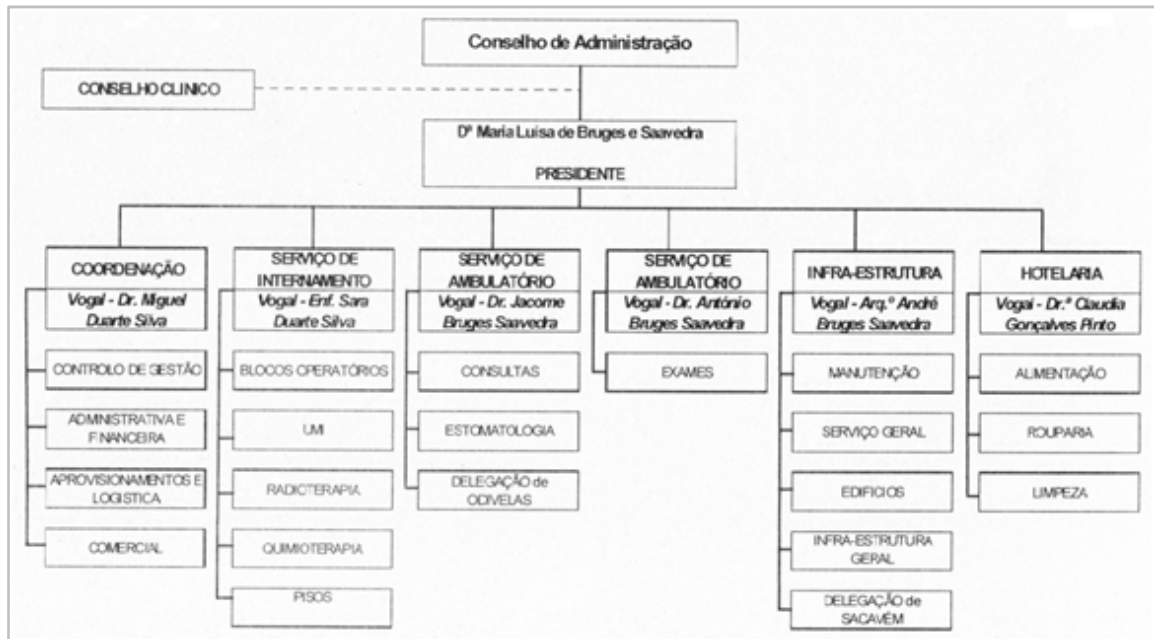 Conselho de Administração
CONSELHO CLINICO
Dª Maria Luisa de Bruges e Saavedra
PRESIDENTE
COORDENAÇÃO
Vogal - Dr. Miguel
Duarte Silva
CONTROLO DE GESTÃO
ADMINISTRATIVA E
FINANCEIRA
APROVISIONAMENTOS E
LOGISTICA
COMERCIAL
SERVIÇO DE
INTERNAMENTO
Vogal - Enf. Sara
Duarte Silva
BLOCOS OPERATÓRIOS
UMI
RADIOTERAPIA
QUIMIOTERAPIA
PISOS
SERVIÇO DE
AMBULATÓRIO
Vogal - Dr. Jacome
Bruges Saavedra
CONSULTAS
ESTOMATOLOGIA
DELEGAÇÃO de
ODIVELAS
SERVIÇO DE
AMBULATÓRIO
Vogal - Dr. António
Bruges Saavedra
EXAMES
INFRA-ESTRUTURA
Vogal - Arq.º André
Bruges Saavedra
MANUTENÇÃO
SERVIÇO GERAL
EDIFICIOS
INFRA-ESTRUTURA
GERAL
DELEGAÇÃO de
SACAVÉM
HOTELARIA
Vogal - Dr.ª Claudia
Gonçalves Pinto
ALIMENTAÇÃO
ROUPARIA
LIMPEZA